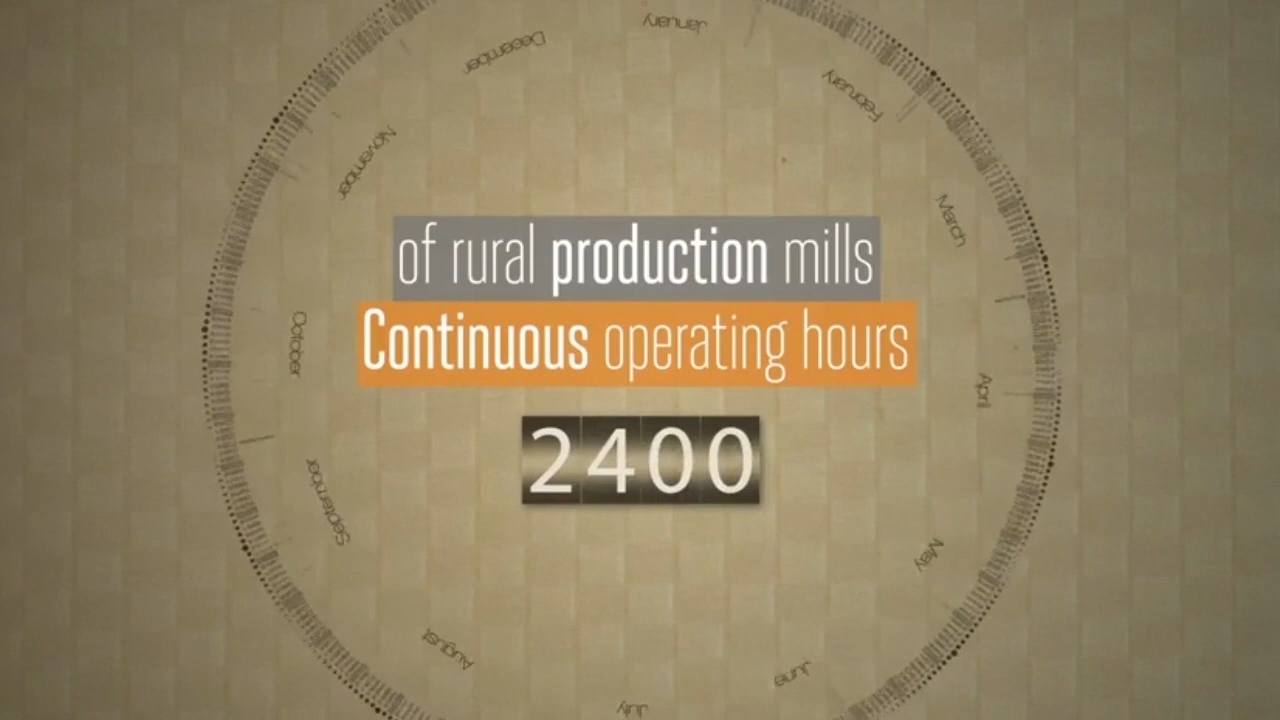 January
December
February
November
March
of rural production mills
Continuous operating hours
October
April
2400
September
May
August
June
July